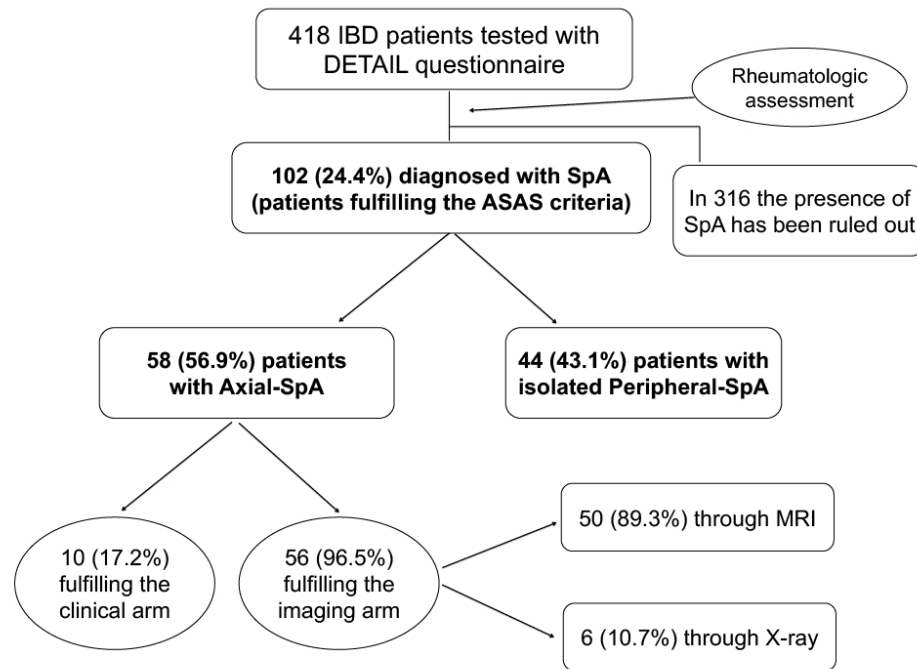 418 IBD patients tested with
DETAIL questionnaire
Rheumatologic
assessment
102 (24.4%) diagnosed with SpA
(patients fulfilling the ASAS criteria)
In 316 the presence of
SpA has been ruled out
58 (56.9%) patients
with Axial-SpA
44 (43.1%) patients with
isolated Peripheral-SpA
10 (17.2%)
fulfilling the
clinical arm
56 (96.5%)
fulfilling the
imaging arm
50 (89.3%) through MRI
6 (10.7%) through X-ray